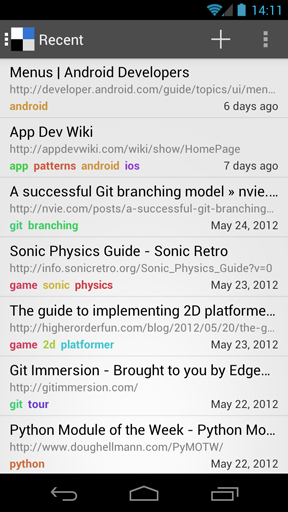 14:11
Recent
Menus | Android Developers
http://developer.android.com/guide/topics/ui/men...
android 6 days ago
App Dev Wiki
http://appdevwiki.com/wiki/show/HomePage
app patterns android ios 7 days ago
A successful Git branching model » nvie....
http://nvie.com/posts/a-successful-git-branching...
git branching May 24, 2012
Sonic Physics Guide - Sonic Retro
http://info.sonicretro.org/Sonic_Physics_Guide?v=0
game sonic physics May 23, 2012
The guide to implementing 2D platforme...
http://higherorderfun.com/blog/2012/05/20/the-g...
game 2d platformer May 23, 2012
Git Immersion - Brought to you by Edge...
http://gitimmersion.com/
git tour May 22, 2012
Python Module of the Week - Python Mo...
http://www.doughellmann.com/PyMOTW/
python May 22, 2012